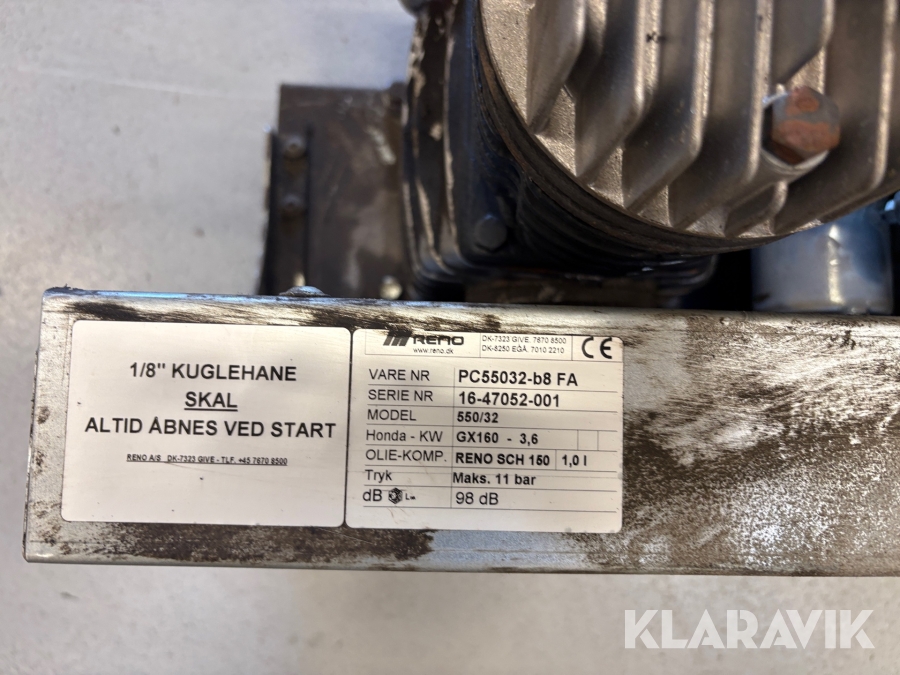 1/8" KUGLEHANE
SKAL
ALTID ÅBNES VED START
RENO A/S DK-7323 GIVE - TLF. +45 7670 8500
RENO
www.reno.dk
DK-7323 GIVE. 7670 8500
DK-8250 EGÅ. 7010 2210
CE
VARE NR PC55032-b8 FA
SERIE NR 16-47052-001
MODEL 550/32
Honda - KW GX160 - 3,6
OLIE-KOMP. RENO SCH 150 1,0 l
Tryk Maks. 11 bar
dB 98 dB
KLARAVIK